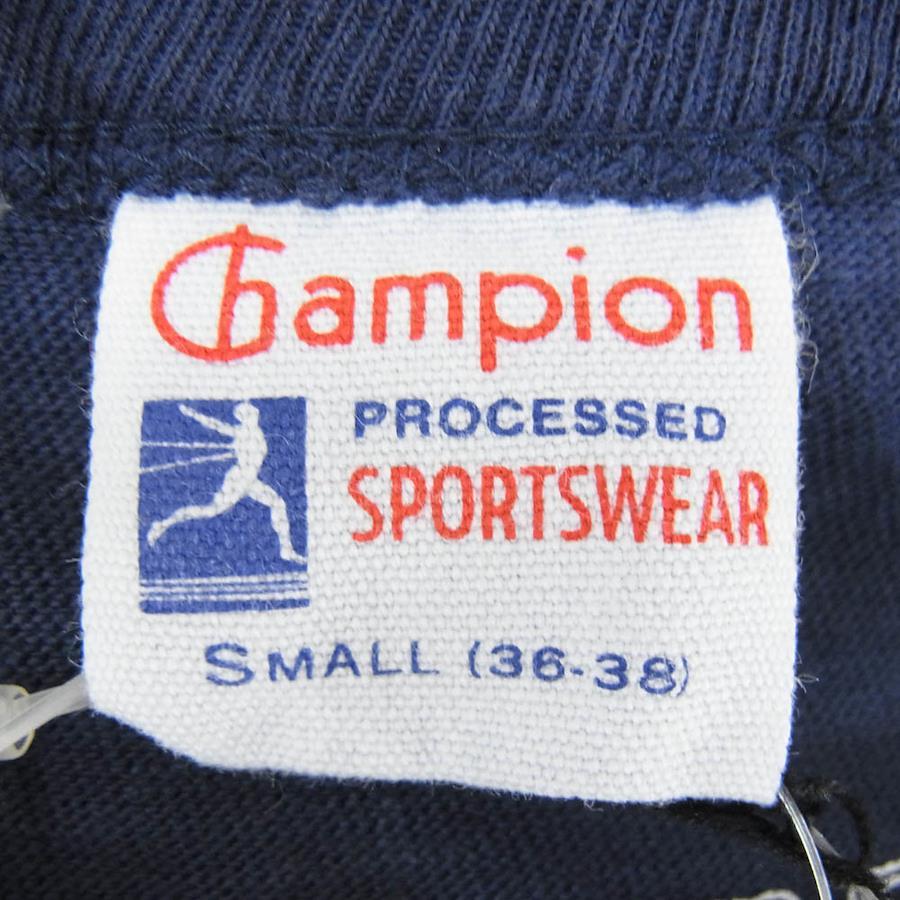 Champion
PROCESSED
SPORTSWEAR
SMALL (36-38)